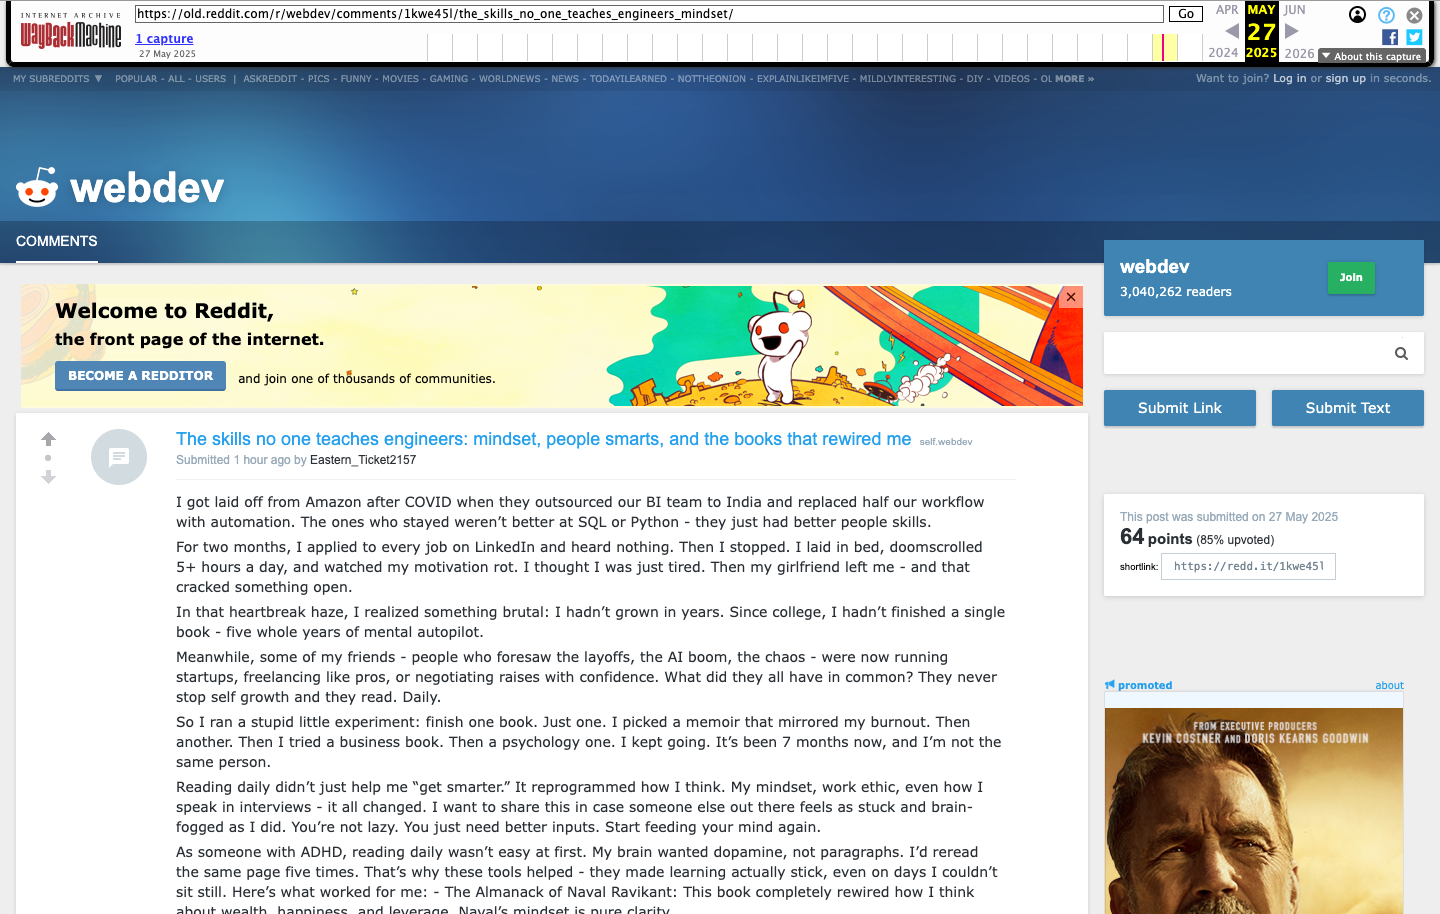 INTERNET ARCHIVE
WayBackMachine
https://old.reddit.com/r/webdev/comments/1kwe45l/the_skills_no_one_teaches_engineers_mindset/
Go
APR
MAY
JUN
1 capture
27
27 May 2025
2024
2025
2026
About this capture
MY SUBREDDITS ▼ POPULAR - ALL - USERS | ASKREDDIT - PICS - FUNNY - MOVIES - GAMING - WORLDNEWS - NEWS - TODAYILEARNED - NOTTHEONION - EXPLAINLIKEIMFIVE - MILDLYINTERESTING - DIY - VIDEOS - OL MORE »
Want to join? Log in or sign up in seconds.
webdev
COMMENTS
webdev
3,040,262 readers
Join
Welcome to Reddit,
the front page of the internet.
BECOME A REDDITOR
and join one of thousands of communities.
Submit Link
Submit Text
The skills no one teaches engineers: mindset, people smarts, and the books that rewired me self.webdev
Submitted 1 hour ago by Eastern_Ticket2157
I got laid off from Amazon after COVID when they outsourced our BI team to India and replaced half our workflow
with automation. The ones who stayed weren’t better at SQL or Python - they just had better people skills.
For two months, I applied to every job on LinkedIn and heard nothing. Then I stopped. I laid in bed, doomscrolled
5+ hours a day, and watched my motivation rot. I thought I was just tired. Then my girlfriend left me - and that
cracked something open.
In that heartbreak haze, I realized something brutal: I hadn’t grown in years. Since college, I hadn’t finished a single
book - five whole years of mental autopilot.
Meanwhile, some of my friends - people who foresaw the layoffs, the AI boom, the chaos - were now running
startups, freelancing like pros, or negotiating raises with confidence. What did they all have in common? They never
stop self growth and they read. Daily.
So I ran a stupid little experiment: finish one book. Just one. I picked a memoir that mirrored my burnout. Then
another. Then I tried a business book. Then a psychology one. I kept going. It’s been 7 months now, and I’m not the
same person.
Reading daily didn’t just help me “get smarter.” It reprogrammed how I think. My mindset, work ethic, even how I
speak in interviews - it all changed. I want to share this in case someone else out there feels as stuck and brain-
fogged as I did. You’re not lazy. You just need better inputs. Start feeding your mind again.
As someone with ADHD, reading daily wasn’t easy at first. My brain wanted dopamine, not paragraphs. I’d reread
the same page five times. That’s why these tools helped - they made learning actually stick, even on days I couldn’t
sit still. Here’s what worked for me: - The Almanack of Naval Ravikant: This book completely rewired how I think
about wealth, happiness, and leverage. Naval’s mindset is pure clarity.
This post was submitted on 27 May 2025
64 points (85% upvoted)
shortlink: https://redd.it/1kwe45l
promoted
about
FROM EXECUTIVE PRODUCERS
KEVIN COSTNER AND DORIS KEARNS GOODWIN